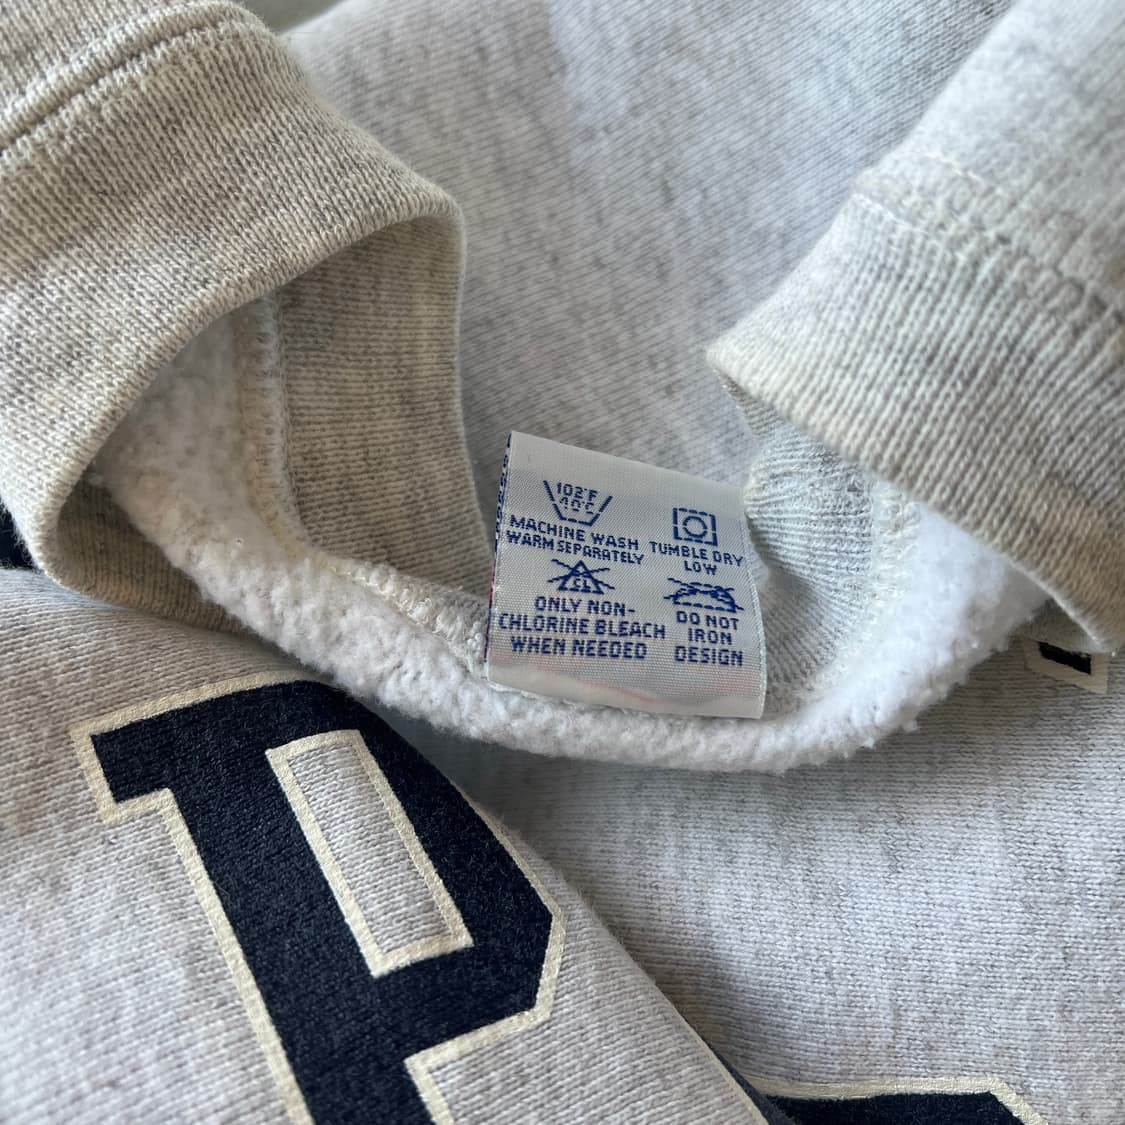 102°F
40°C
MACHINE WASH
WARM SEPARATELY
TUMBLE DRY
LOW
CL
ONLY NON-
CHLORINE BLEACH
WHEN NEEDED
DO NOT
IRON
DESIGN
P